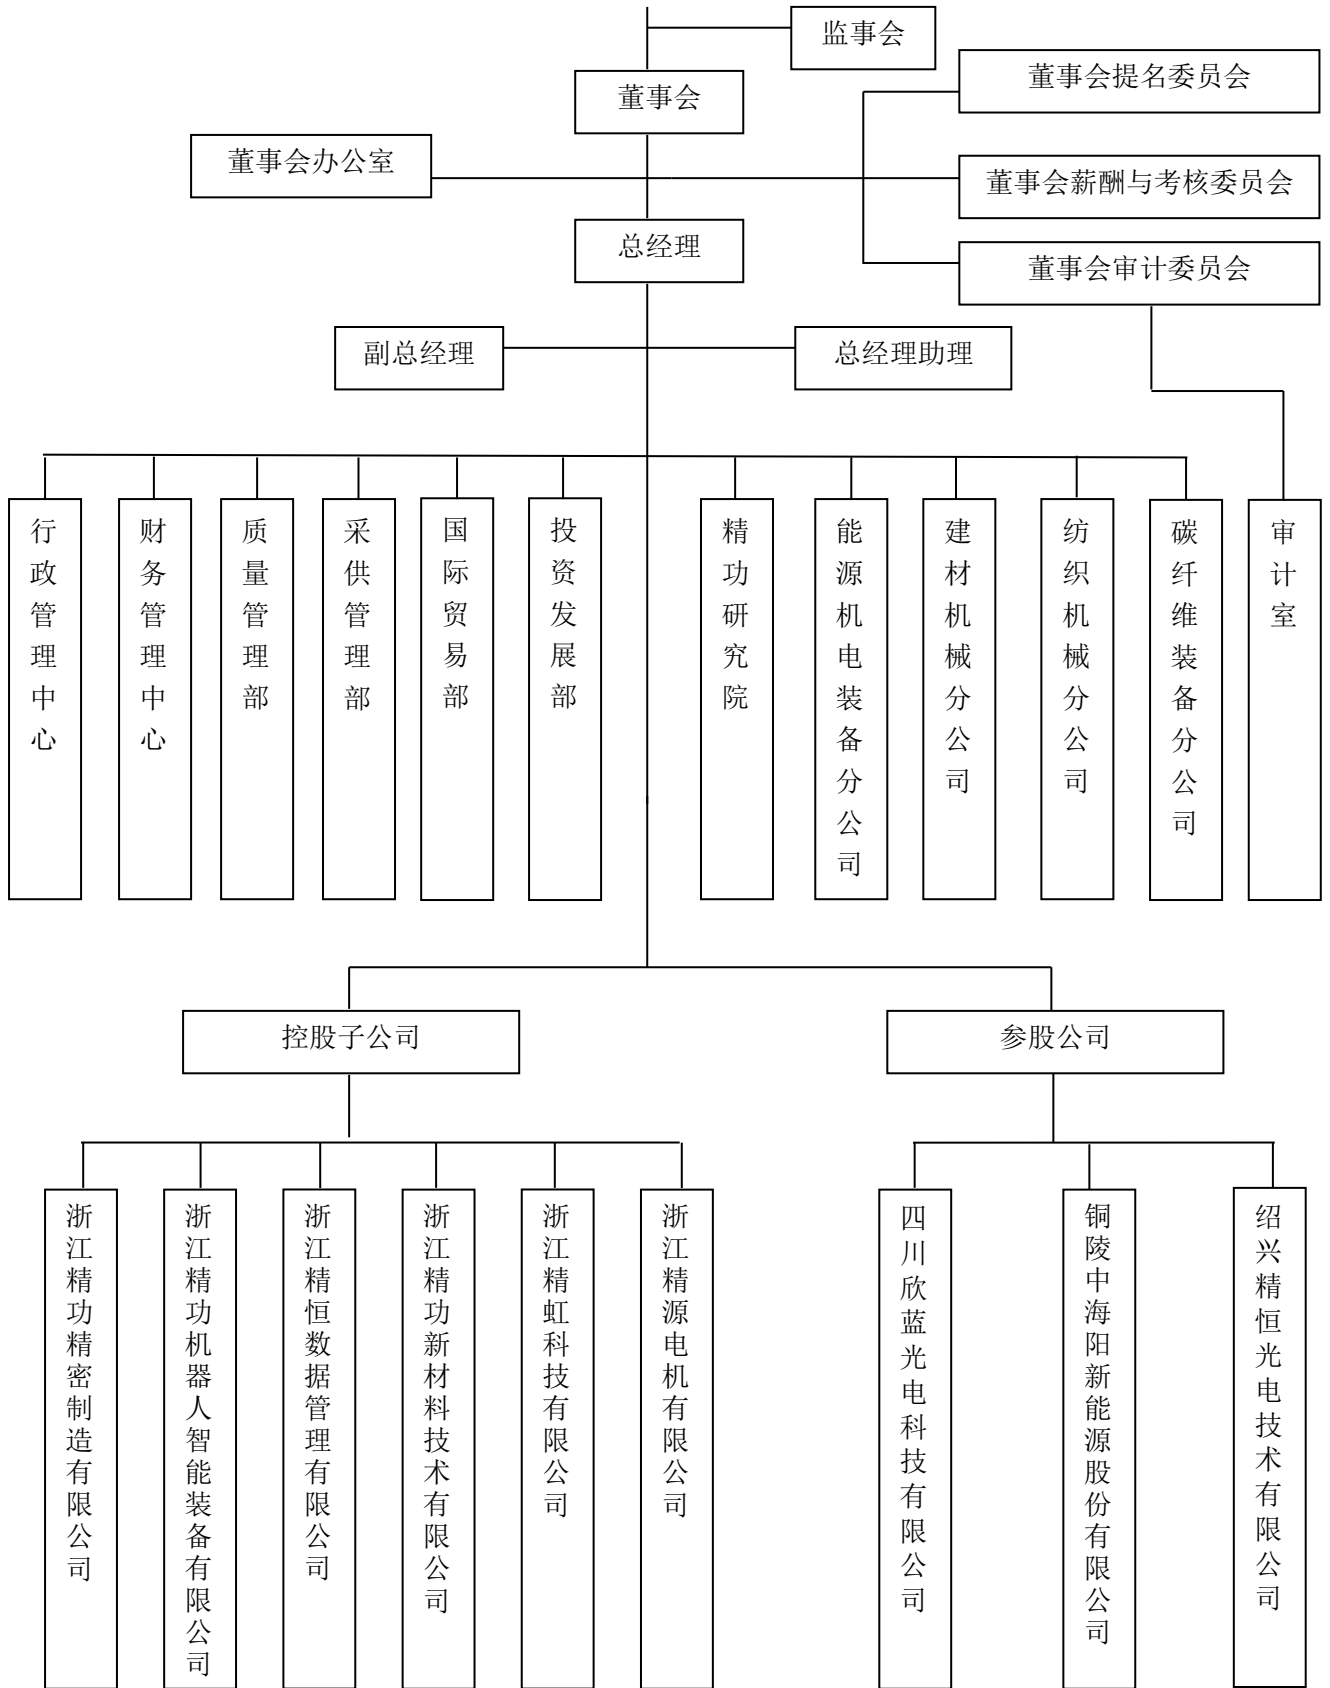 监事会
董事会提名委员会
董事会
董事会办公室
董事会薪酬与考核委员会
总经理
董事会审计委员会
副总经理
总经理助理
行政管理中心
财务管理中心
质量管理部
采供管理部
国际贸易部
投资发展部
精功研究院
能源机电装备分公司
建材机械分公司
纺织机械分公司
碳纤维装备分公司
审计室
控股子公司
参股公司
浙江精功精密制造有限公司
浙江精功机器人智能装备有限公司
浙江精恒数据管理有限公司
浙江精功新材料技术有限公司
浙江精虹科技有限公司
浙江精源电机有限公司
四川欣蓝光电科技有限公司
铜陵中海阳新能源股份有限公司
绍兴精恒光电技术有限公司